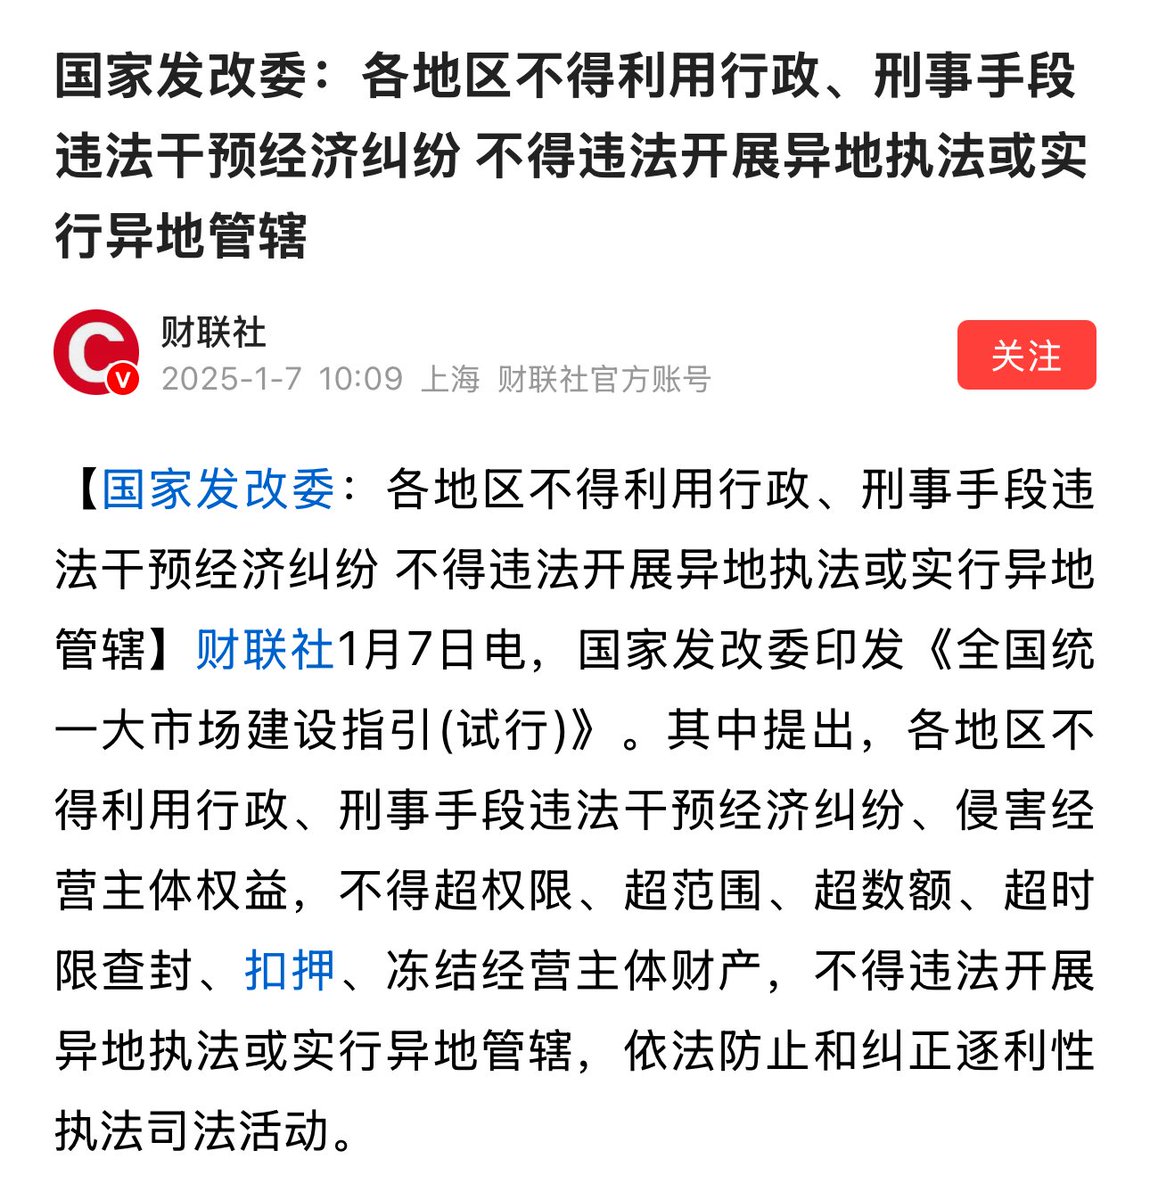 国家发改委：各地区不得利用行政、刑事手段
违法干预经济纠纷 不得违法开展异地执法或实
行异地管辖
财联社
2025-1-7 10:09 上海 财联社官方账号
关注
【国家发改委：各地区不得利用行政、刑事手段违
法干预经济纠纷 不得违法开展异地执法或实行异地
管辖】财联社1月7日电，国家发改委印发《全国统
一大市场建设指引(试行)》。其中提出，各地区不
得利用行政、刑事手段违法干预经济纠纷、侵害经
营主体权益，不得超权限、超范围、超数额、超时
限查封、扣押、冻结经营主体财产，不得违法开展
异地执法或实行异地管辖，依法防止和纠正逐利性
执法司法活动。